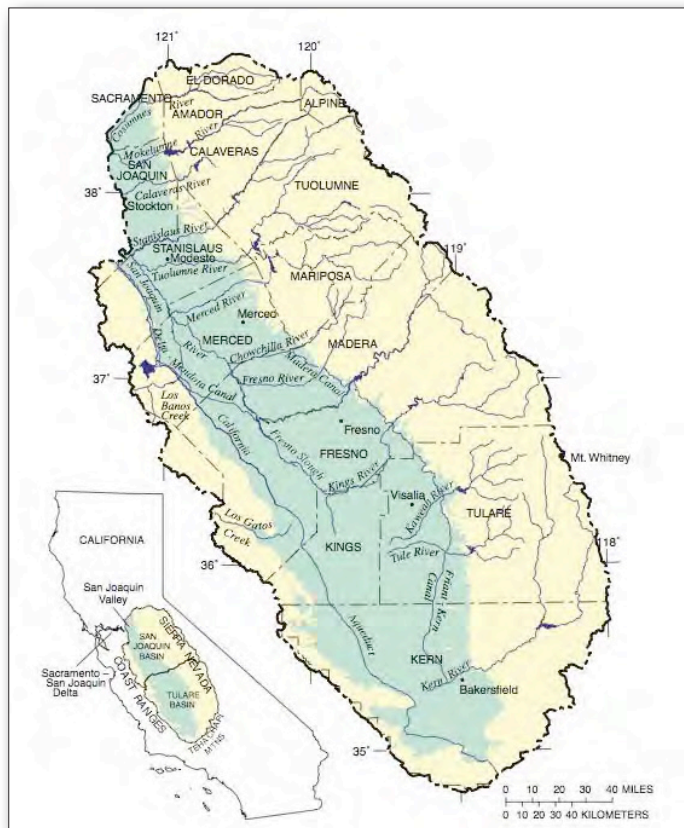 121°
120°
EL DORADO
SACRAMENTO
ALPINE
Cosumnes River
AMADOR
Mokelumne River
CALAVERAS
SAN
JOAQUIN
TUOLUMNE
38°
Calaveras River
Stockton
Stanislaus River
STANISLAUS
Modesto
119°
Tuolumne River
MARIPOSA
San Joaquin River
Merced River
Merced
MERCED
MADERA
Chowchilla River
Madera Canal
Delta Mendota Canal
37°
Fresno River
Los
Banos
Creek
Fresno
California Aqueduct
Fresno Slough
FRESNO
Mt. Whitney
Kings River
Visalia
Kaweah River
TULARE
Los Gatos
Creek
KINGS
118°
Tule River
36°
Friant Kern
Canal
KERN
Kern River
Bakersfield
35°
CALIFORNIA
San Joaquin
Valley
SIERRA NEVADA
SAN
JOAQUIN
BASIN
Sacramento –
San Joaquin
Delta
COAST RANGES
TULARE
BASIN
TEHACHAPI
MTNS
0 10 20 30 40 MILES
0 10 20 30 40 KILOMETERS